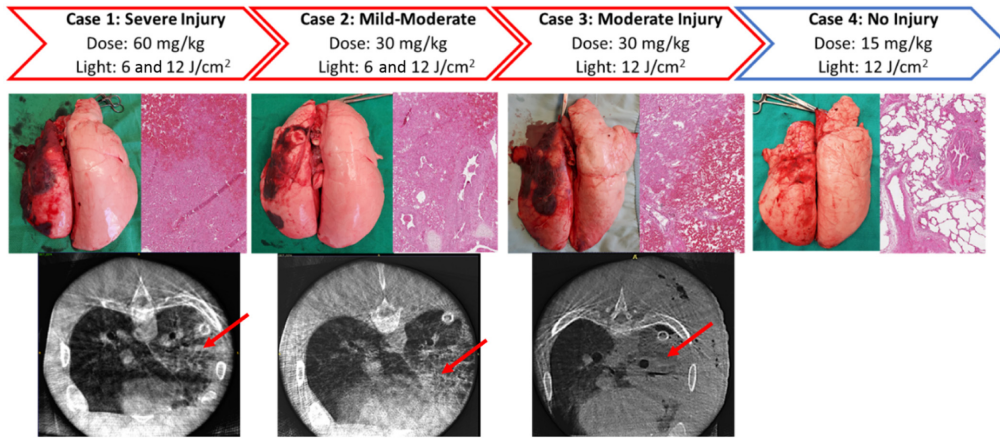 Case 1: Severe Injury
Dose: 60 mg/kg
Light: 6 and 12 J/cm²
Case 2: Mild-Moderate
Dose: 30 mg/kg
Light: 6 and 12 J/cm²
Case 3: Moderate Injury
Dose: 30 mg/kg
Light: 12 J/cm²
Case 4: No Injury
Dose: 15 mg/kg
Light: 12 J/cm²
A